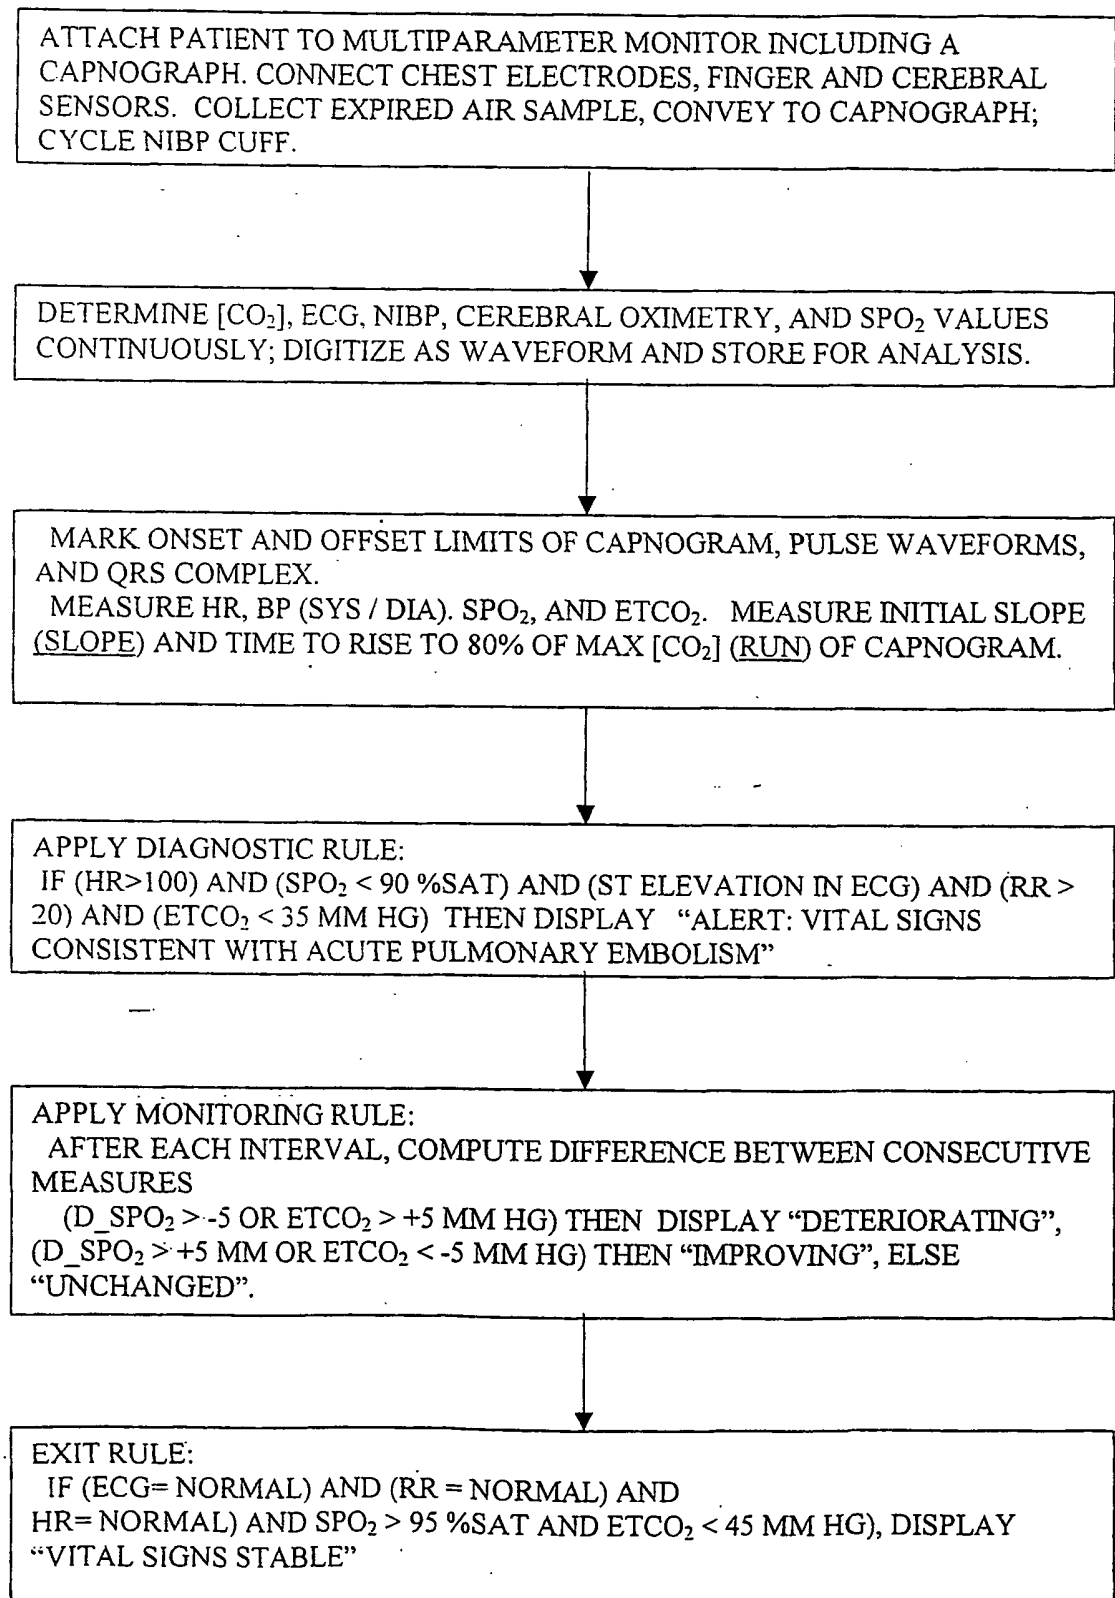 ATTACH PATIENT TO MULTIPARAMETER MONITOR INCLUDING A
CAPNOGRAPH. CONNECT CHEST ELECTRODES, FINGER AND CEREBRAL
SENSORS. COLLECT EXPIRED AIR SAMPLE, CONVEY TO CAPNOGRAPH;
CYCLE NIBP CUFF.
DETERMINE [CO₂], ECG, NIBP, CEREBRAL OXIMETRY, AND SPO₂ VALUES
CONTINUOUSLY; DIGITIZE AS WAVEFORM AND STORE FOR ANALYSIS.
MARK ONSET AND OFFSET LIMITS OF CAPNOGRAM, PULSE WAVEFORMS,
AND QRS COMPLEX.
MEASURE HR, BP (SYS / DIA). SPO₂, AND ETCO₂. MEASURE INITIAL SLOPE
(SLOPE) AND TIME TO RISE TO 80% OF MAX [CO₂] (RUN) OF CAPNOGRAM.
APPLY DIAGNOSTIC RULE:
IF (HR>100) AND (SPO₂ < 90 %SAT) AND (ST ELEVATION IN ECG) AND (RR >
20) AND (ETCO₂ < 35 MM HG) THEN DISPLAY "ALERT: VITAL SIGNS
CONSISTENT WITH ACUTE PULMONARY EMBOLISM"
APPLY MONITORING RULE:
AFTER EACH INTERVAL, COMPUTE DIFFERENCE BETWEEN CONSECUTIVE
MEASURES
(D_SPO₂ > -5 OR ETCO₂ > +5 MM HG) THEN DISPLAY "DETERIORATING",
(D_SPO₂ > +5 MM OR ETCO₂ < -5 MM HG) THEN "IMPROVING", ELSE
"UNCHANGED".
EXIT RULE:
IF (ECG= NORMAL) AND (RR = NORMAL) AND
HR= NORMAL) AND SPO₂ > 95 %SAT AND ETCO₂ < 45 MM HG), DISPLAY
"VITAL SIGNS STABLE"